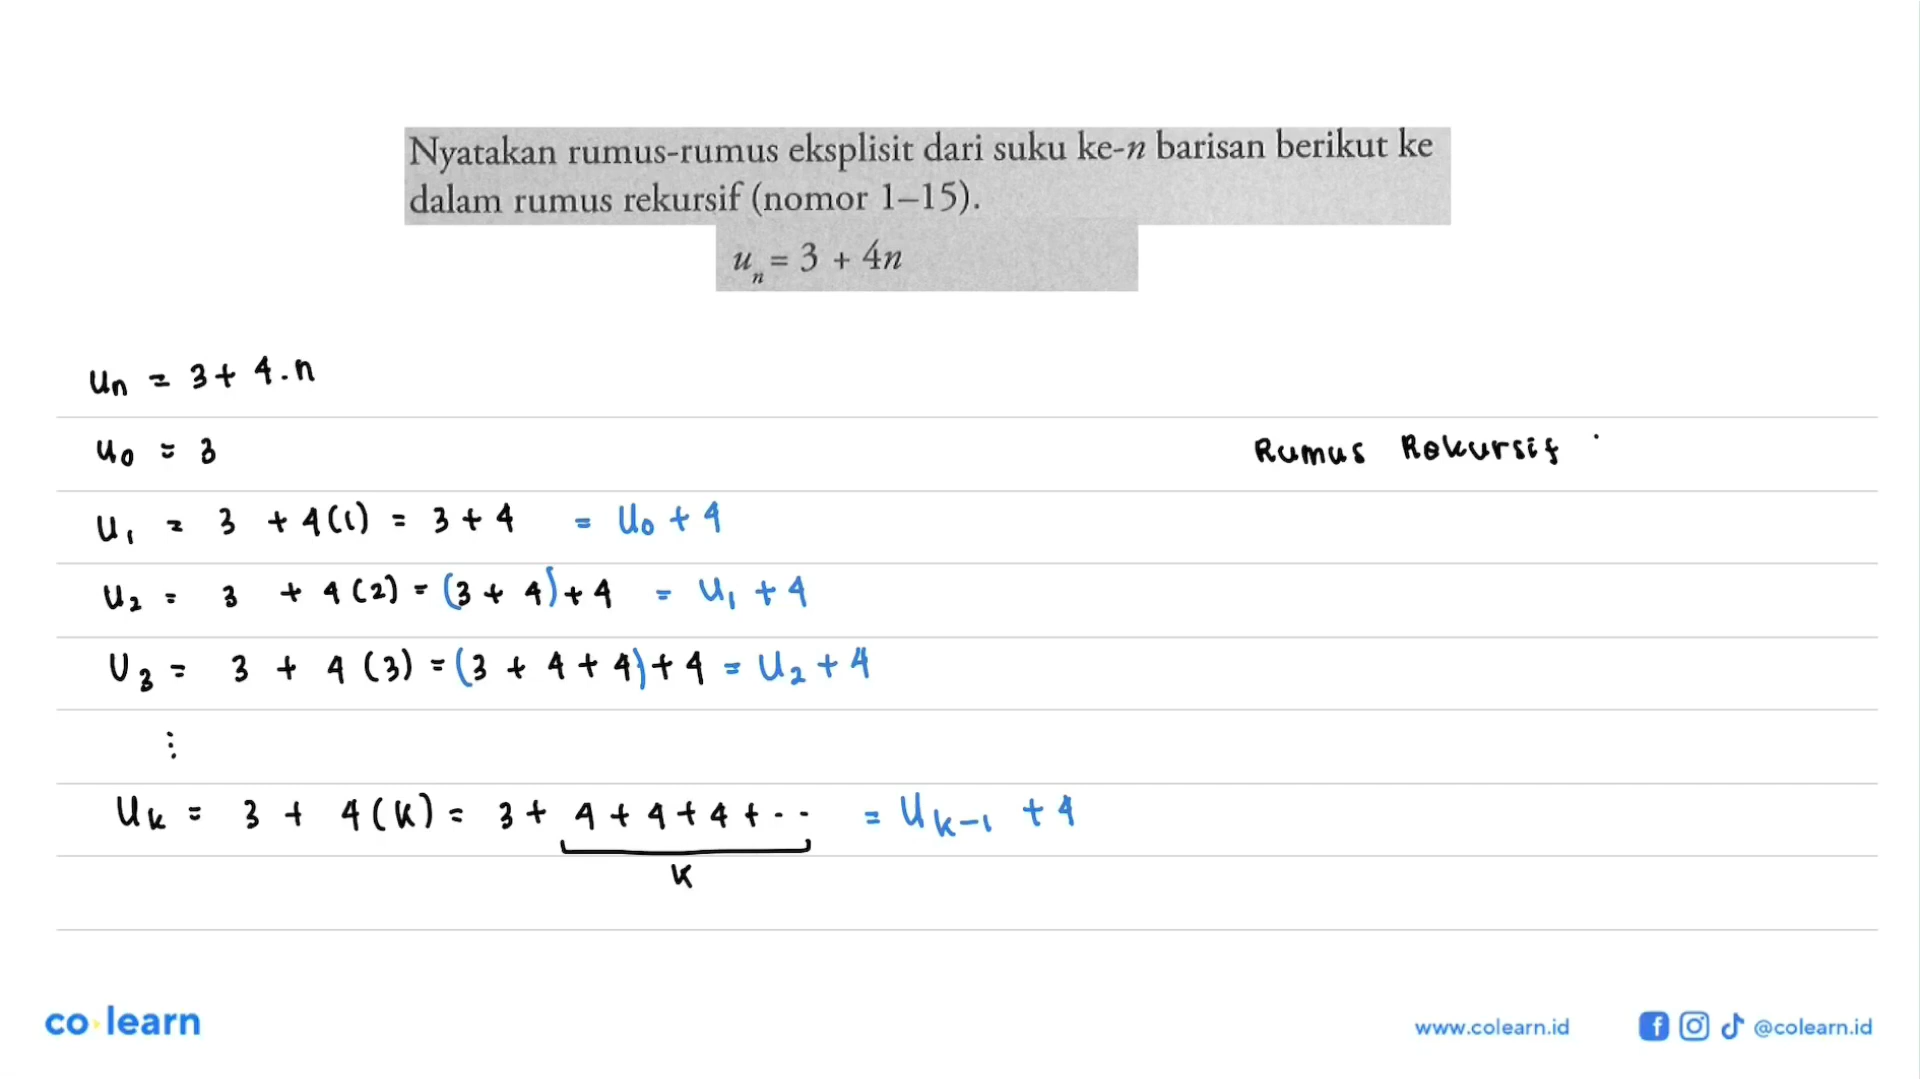 Nyatakan rumus-rumus eksplisit dari suku ke-n barisan berikut ke
dalam rumus rekursif (nomor 1–15).
uₙ = 3 + 4n
uₙ = 3 + 4.n
u₀ = 3
Rumus Rekursif .
u₁ = 3 + 4(1) = 3 + 4 = u₀ + 4
u₂ = 3 + 4(2) = (3 + 4) + 4 = u₁ + 4
U₃ = 3 + 4(3) = (3 + 4 + 4) + 4 = U₂ + 4
⋮
Uₖ = 3 + 4(k) = 3 + 4 + 4 + 4 + ·· = Uₖ₋₁ + 4
k
co learn
www.colearn.id
@colearn.id